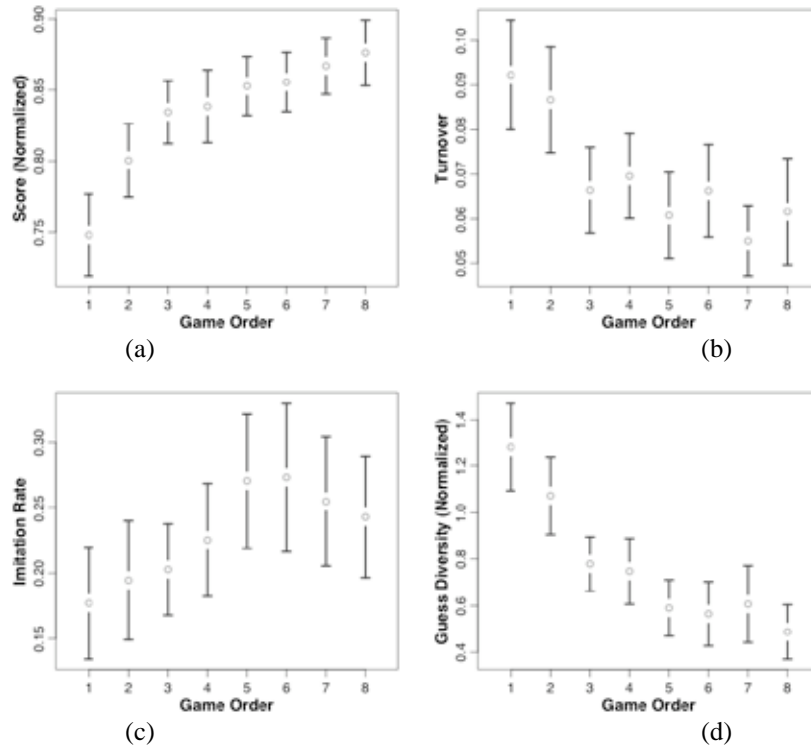 Score (Normalized)
0.90
0.85
0.80
0.75
1 2 3 4 5 6 7 8
Game Order
(a)
Turnover
0.10
0.09
0.08
0.07
0.06
0.05
1 2 3 4 5 6 7 8
Game Order
(b)
Imitation Rate
0.30
0.25
0.20
0.15
1 2 3 4 5 6 7 8
Game Order
(c)
Guess Diversity (Normalized)
1.4
1.2
1.0
0.8
0.6
0.4
1 2 3 4 5 6 7 8
Game Order
(d)